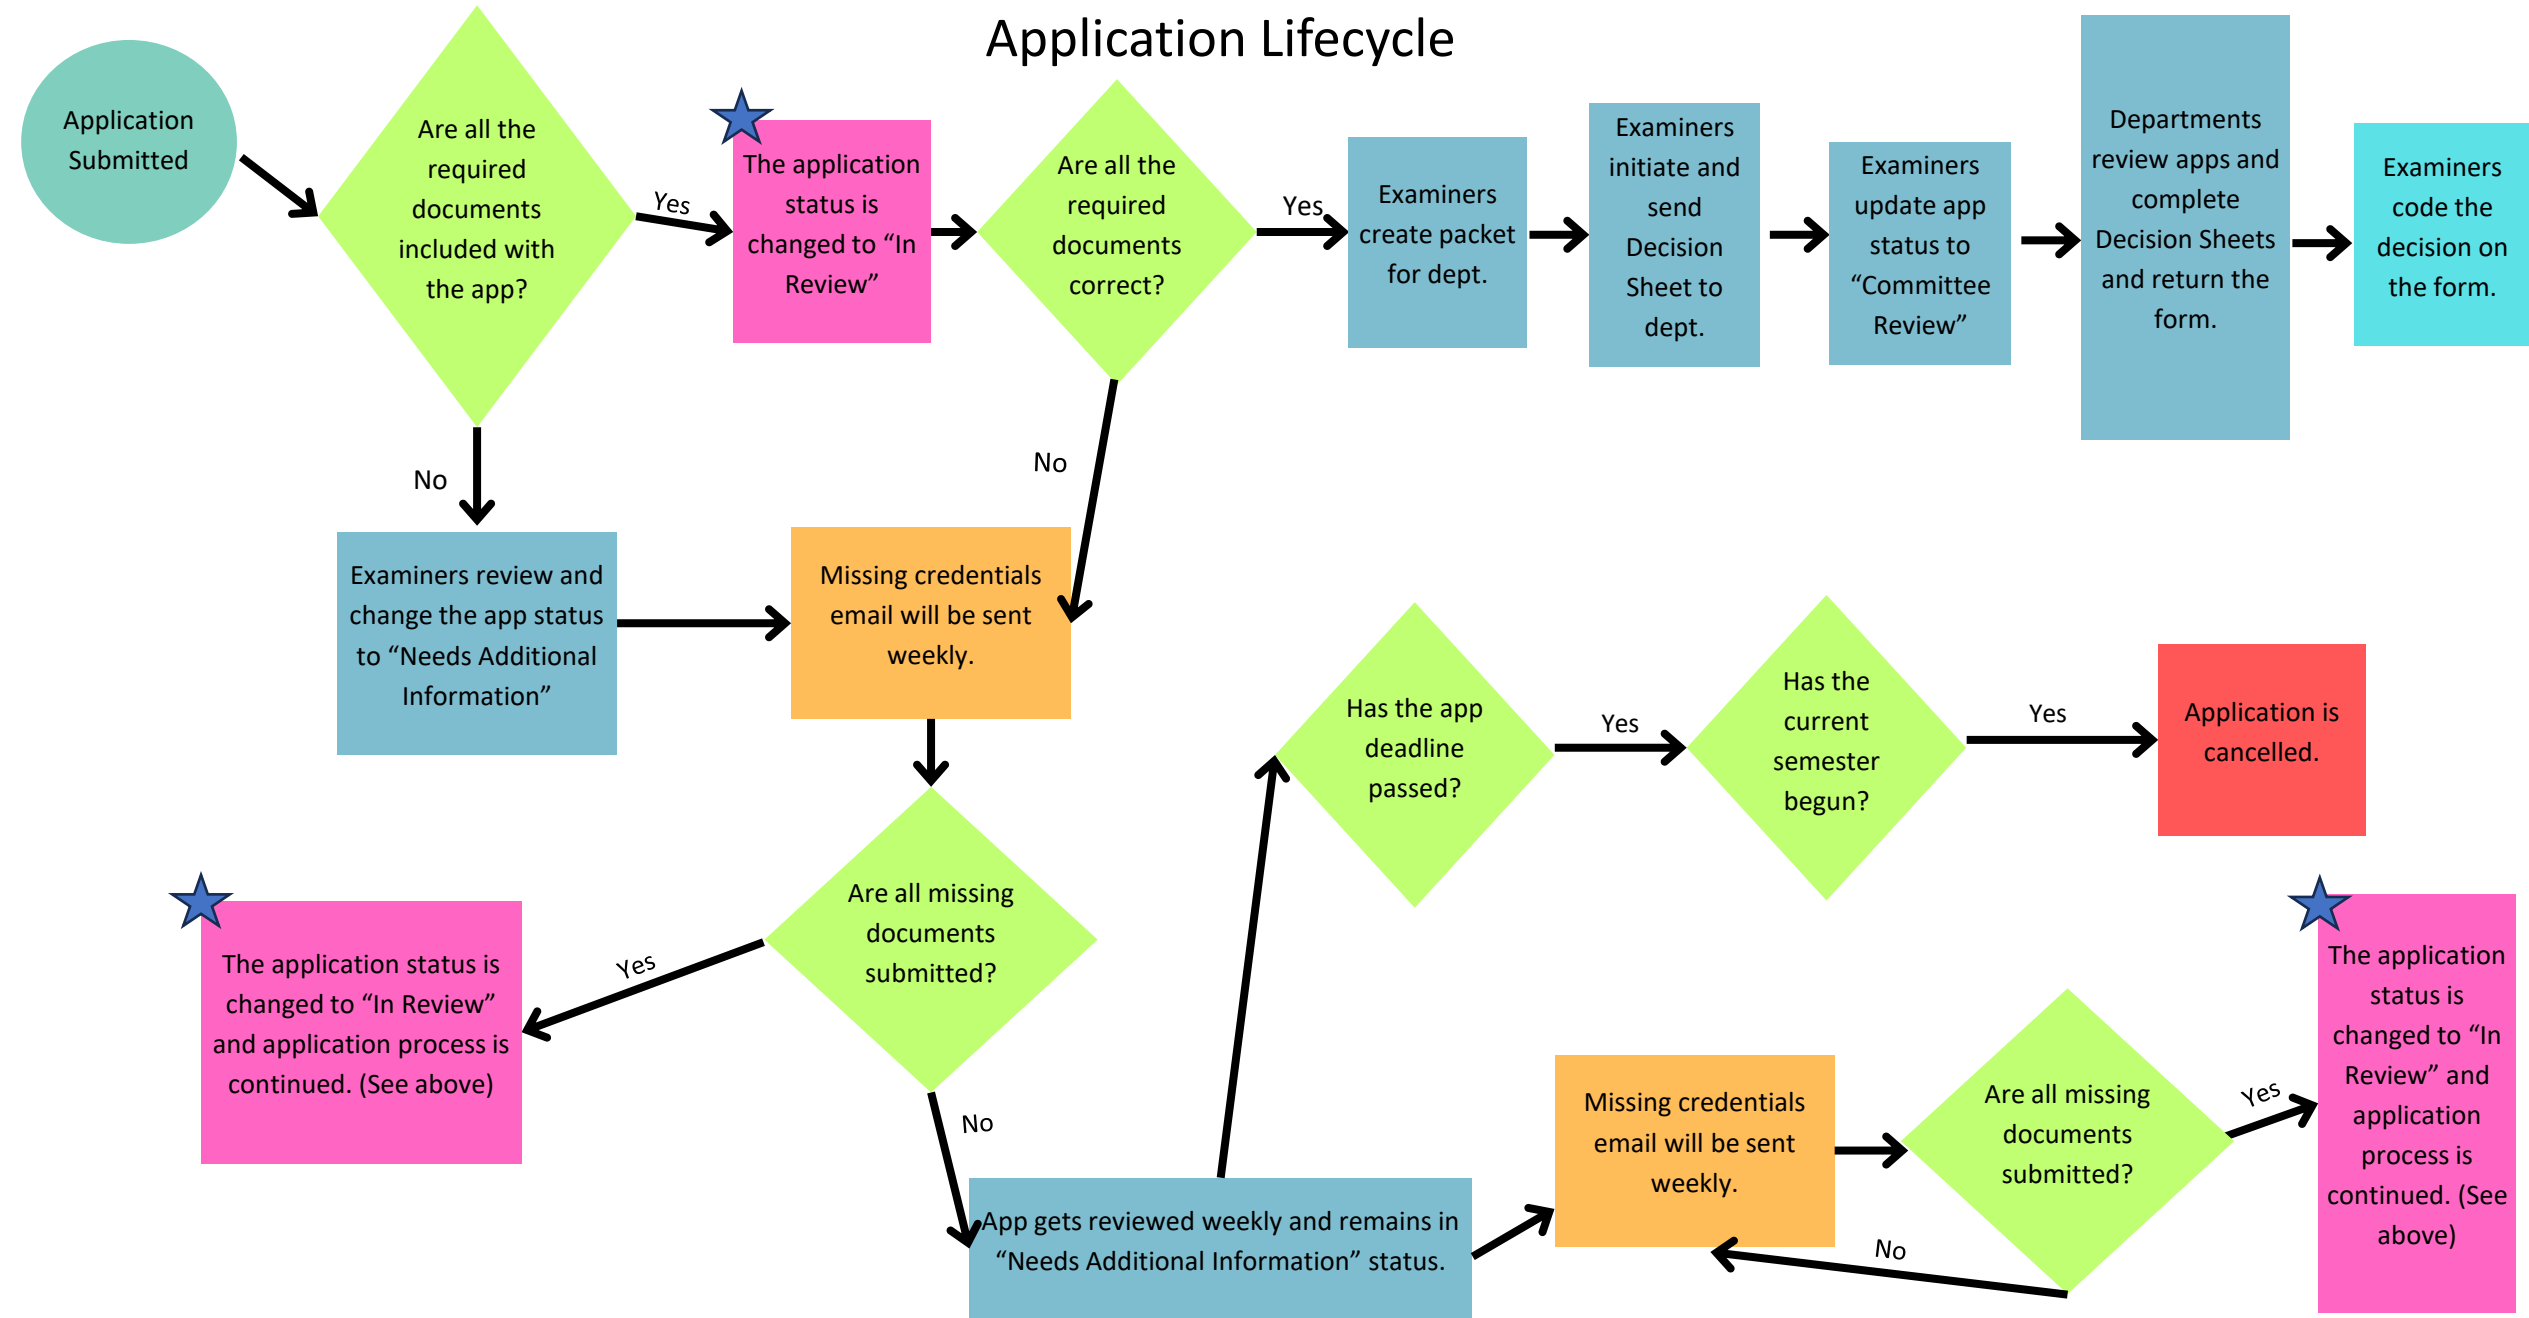 Application Lifecycle
Application
Submitted
Are all the
required
documents
included with
the app?
Yes
The application
status is
changed to “In
Review”
Are all the
required
documents
correct?
Yes
Examiners
create packet
for dept.
Examiners
initiate and
send
Decision
Sheet to
dept.
Examiners
update app
status to
“Committee
Review”
Departments
review apps and
complete
Decision Sheets
and return the
form.
Examiners
code the
decision on
the form.
No
No
Examiners review and
change the app status
to “Needs Additional
Information”
Missing credentials
email will be sent
weekly.
Has the app
deadline
passed?
Yes
Has the
current
semester
begun?
Yes
Application is
cancelled.
Are all missing
documents
submitted?
Yes
The application status is
changed to “In Review”
and application process is
continued. (See above)
No
App gets reviewed weekly and remains in
“Needs Additional Information” status.
Missing credentials
email will be sent
weekly.
Are all missing
documents
submitted?
No
Yes
The application
status is
changed to “In
Review” and
application
process is
continued. (See
above)